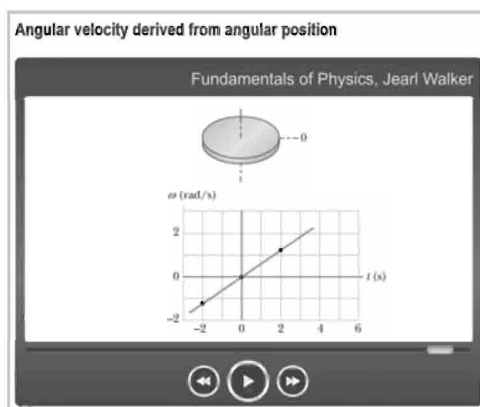 Angular velocity derived from angular position
Fundamentals of Physics, Jearl Walker
0
ω (rad/s)
2
0
t (s)
-2
-2 0 2 4 6